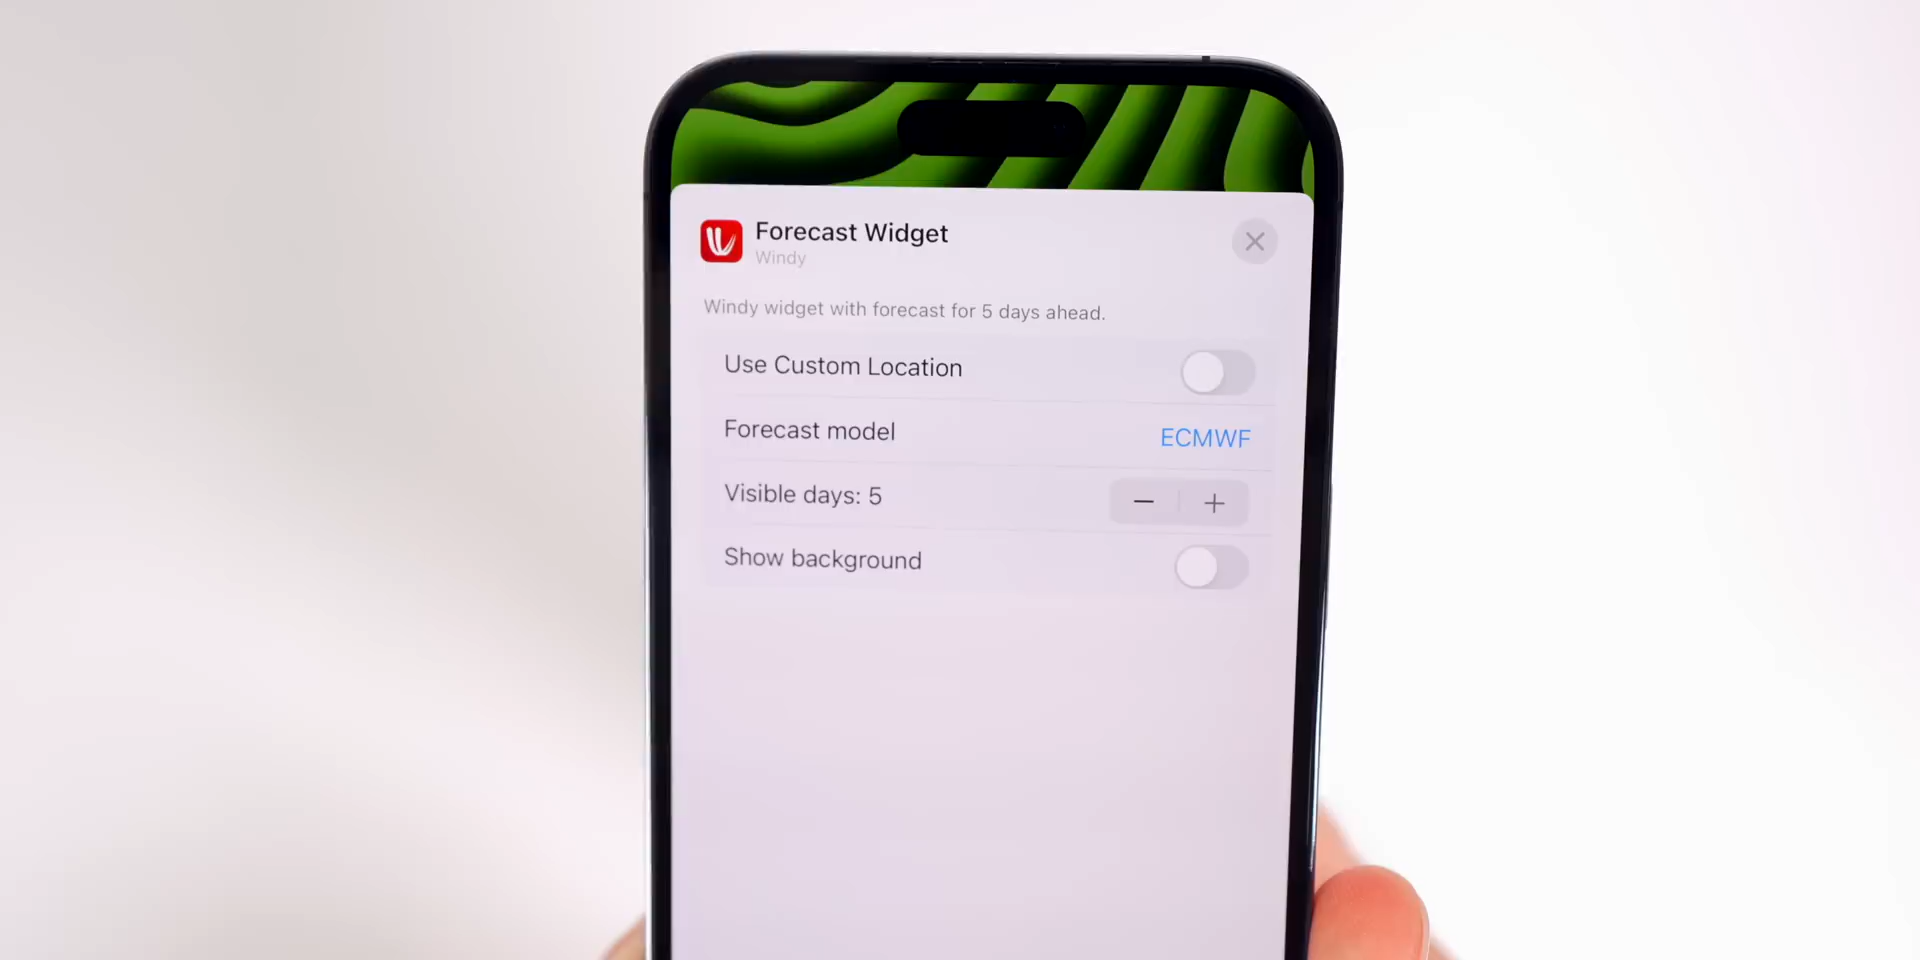 Forecast Widget
Windy
Windy widget with forecast for 5 days ahead.
Use Custom Location
Forecast model ECMWF
Visible days: 5 − +
Show background